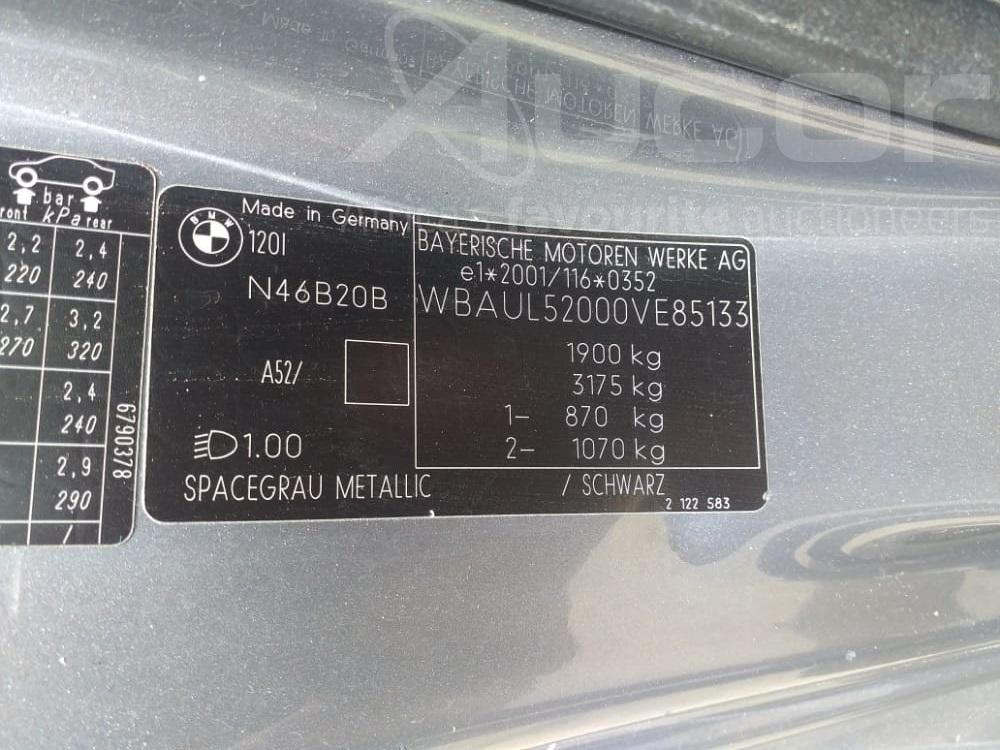 Aucor
bar
front kPa rear
2,2 2,4
220 240
2,7 3,2
270 320
2,4
240
2,9
290
/
6790378
BMW
Made in Germany
120I
N46B20B
A52/
1.00
SPACEGRAU METALLIC / SCHWARZ
BAYERISCHE MOTOREN WERKE AG
e1*2001/116*0352
WBAUL52000VE85133
1900 kg
3175 kg
1- 870 kg
2- 1070 kg
2 122 583